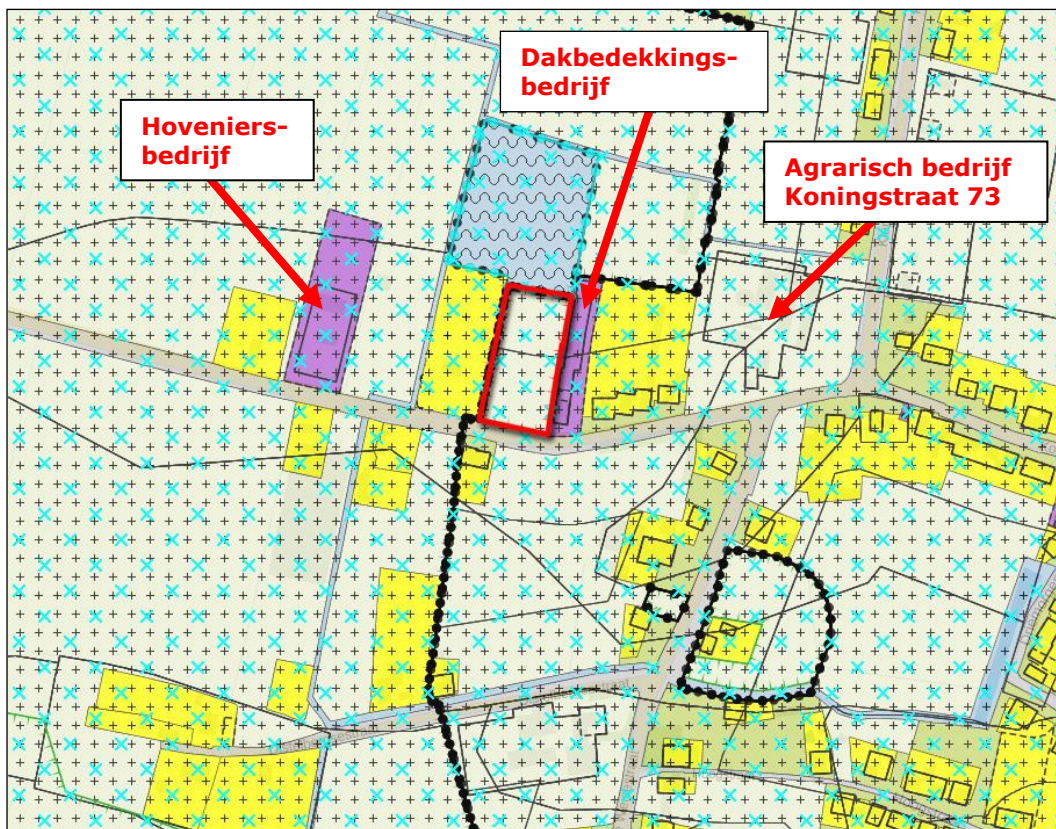 Dakbedekkings-
bedrijf
Hoveniers-
bedrijf
Agrarisch bedrijf
Koningstraat 73